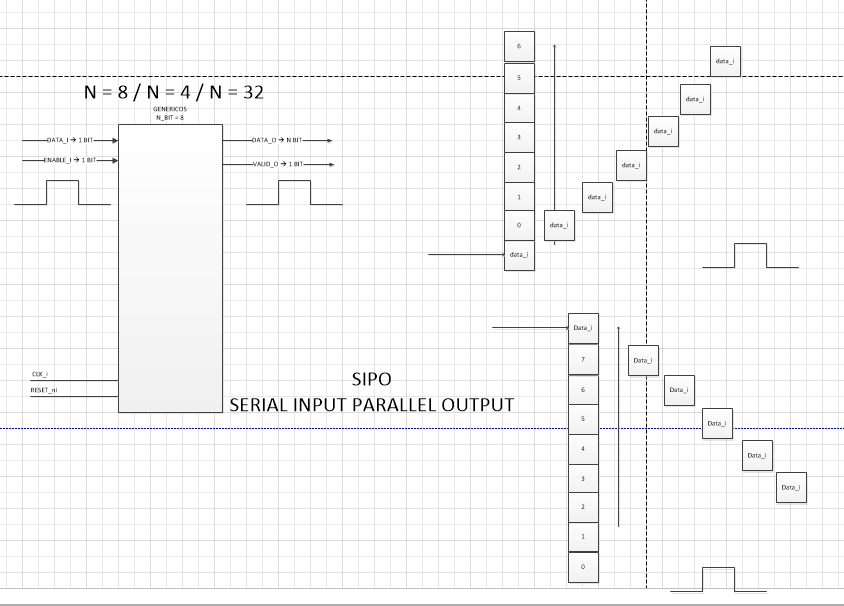 N = 8 / N = 4 / N = 32
GENERICOS
N_BIT = 8
DATA_I → 1 BIT
ENABLE_I → 1 BIT
DATA_O → N BIT
VALID_O → 1 BIT
CLK_i
RESET_ni
SIPO
SERIAL INPUT PARALLEL OUTPUT
6
5
4
3
2
1
0
data_i
data_i
data_i
data_i
data_i
data_i
data_i
Data_i
7
6
5
4
3
2
1
0
Data_i
Data_i
Data_i
Data_i
Data_i